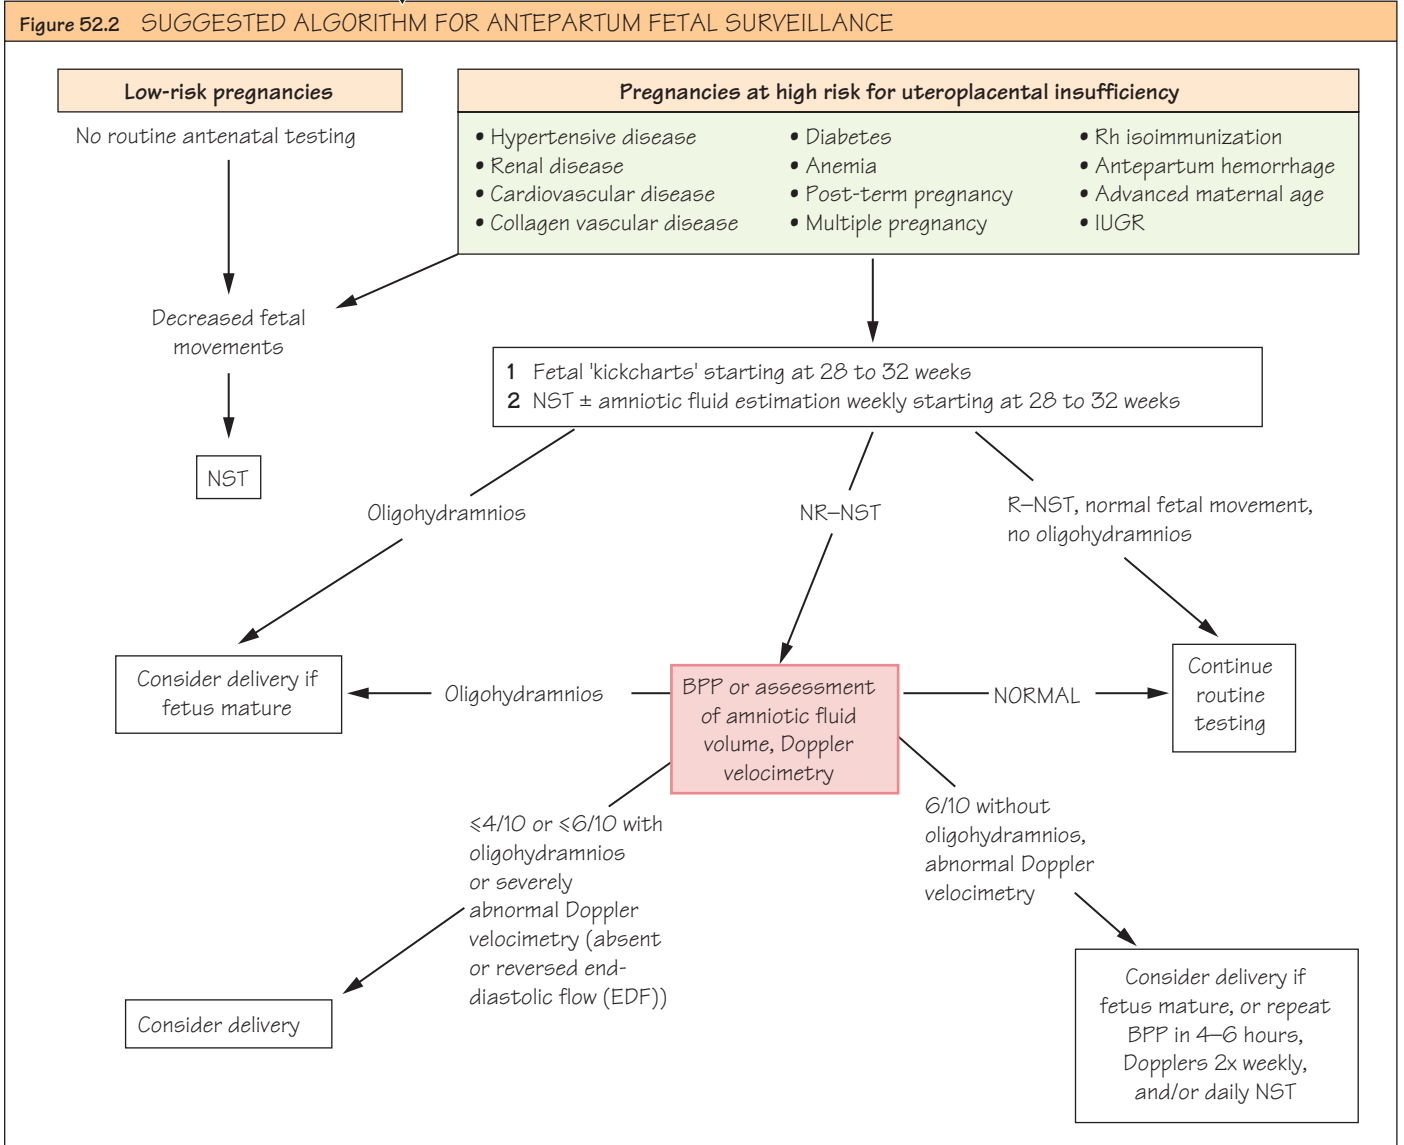 Figure 52.2 SUGGESTED ALGORITHM FOR ANTEPARTUM FETAL SURVEILLANCE
Low-risk pregnancies
No routine antenatal testing
Pregnancies at high risk for uteroplacental insufficiency
• Hypertensive disease
• Renal disease
• Cardiovascular disease
• Collagen vascular disease
• Diabetes
• Anemia
• Post-term pregnancy
• Multiple pregnancy
• Rh isoimmunization
• Antepartum hemorrhage
• Advanced maternal age
• IUGR
Decreased fetal
movements
NST
1 Fetal 'kickcharts' starting at 28 to 32 weeks
2 NST ± amniotic fluid estimation weekly starting at 28 to 32 weeks
Oligohydramnios
NR–NST
R–NST, normal fetal movement,
no oligohydramnios
Consider delivery if
fetus mature
Oligohydramnios
BPP or assessment
of amniotic fluid
volume, Doppler
velocimetry
NORMAL
Continue
routine
testing
≤4/10 or ≤6/10 with
oligohydramnios
or severely
abnormal Doppler
velocimetry (absent
or reversed end-
diastolic flow (EDF))
6/10 without
oligohydramnios,
abnormal Doppler
velocimetry
Consider delivery
Consider delivery if
fetus mature, or repeat
BPP in 4–6 hours,
Dopplers 2x weekly,
and/or daily NST